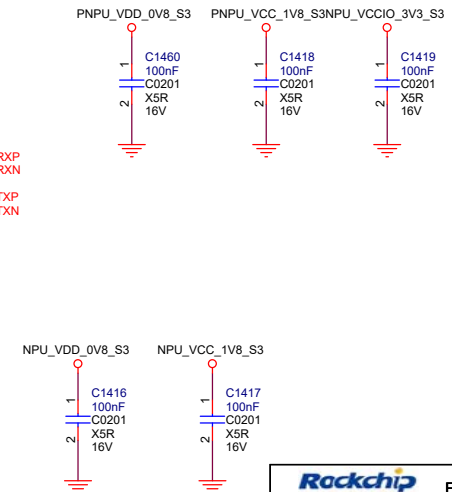 PNPU_VDD_0V8_S3
PNPU_VCC_1V8_S3NPU_VCCIO_3V3_S3
1
2
C1460
100nF
C0201
X5R
16V
1
2
C1418
100nF
C0201
X5R
16V
1
2
C1419
100nF
C0201
X5R
16V
RXP
RXN
TXP
TXN
NPU_VDD_0V8_S3
NPU_VCC_1V8_S3
1
2
C1416
100nF
C0201
X5R
16V
1
2
C1417
100nF
C0201
X5R
16V
Rockchip